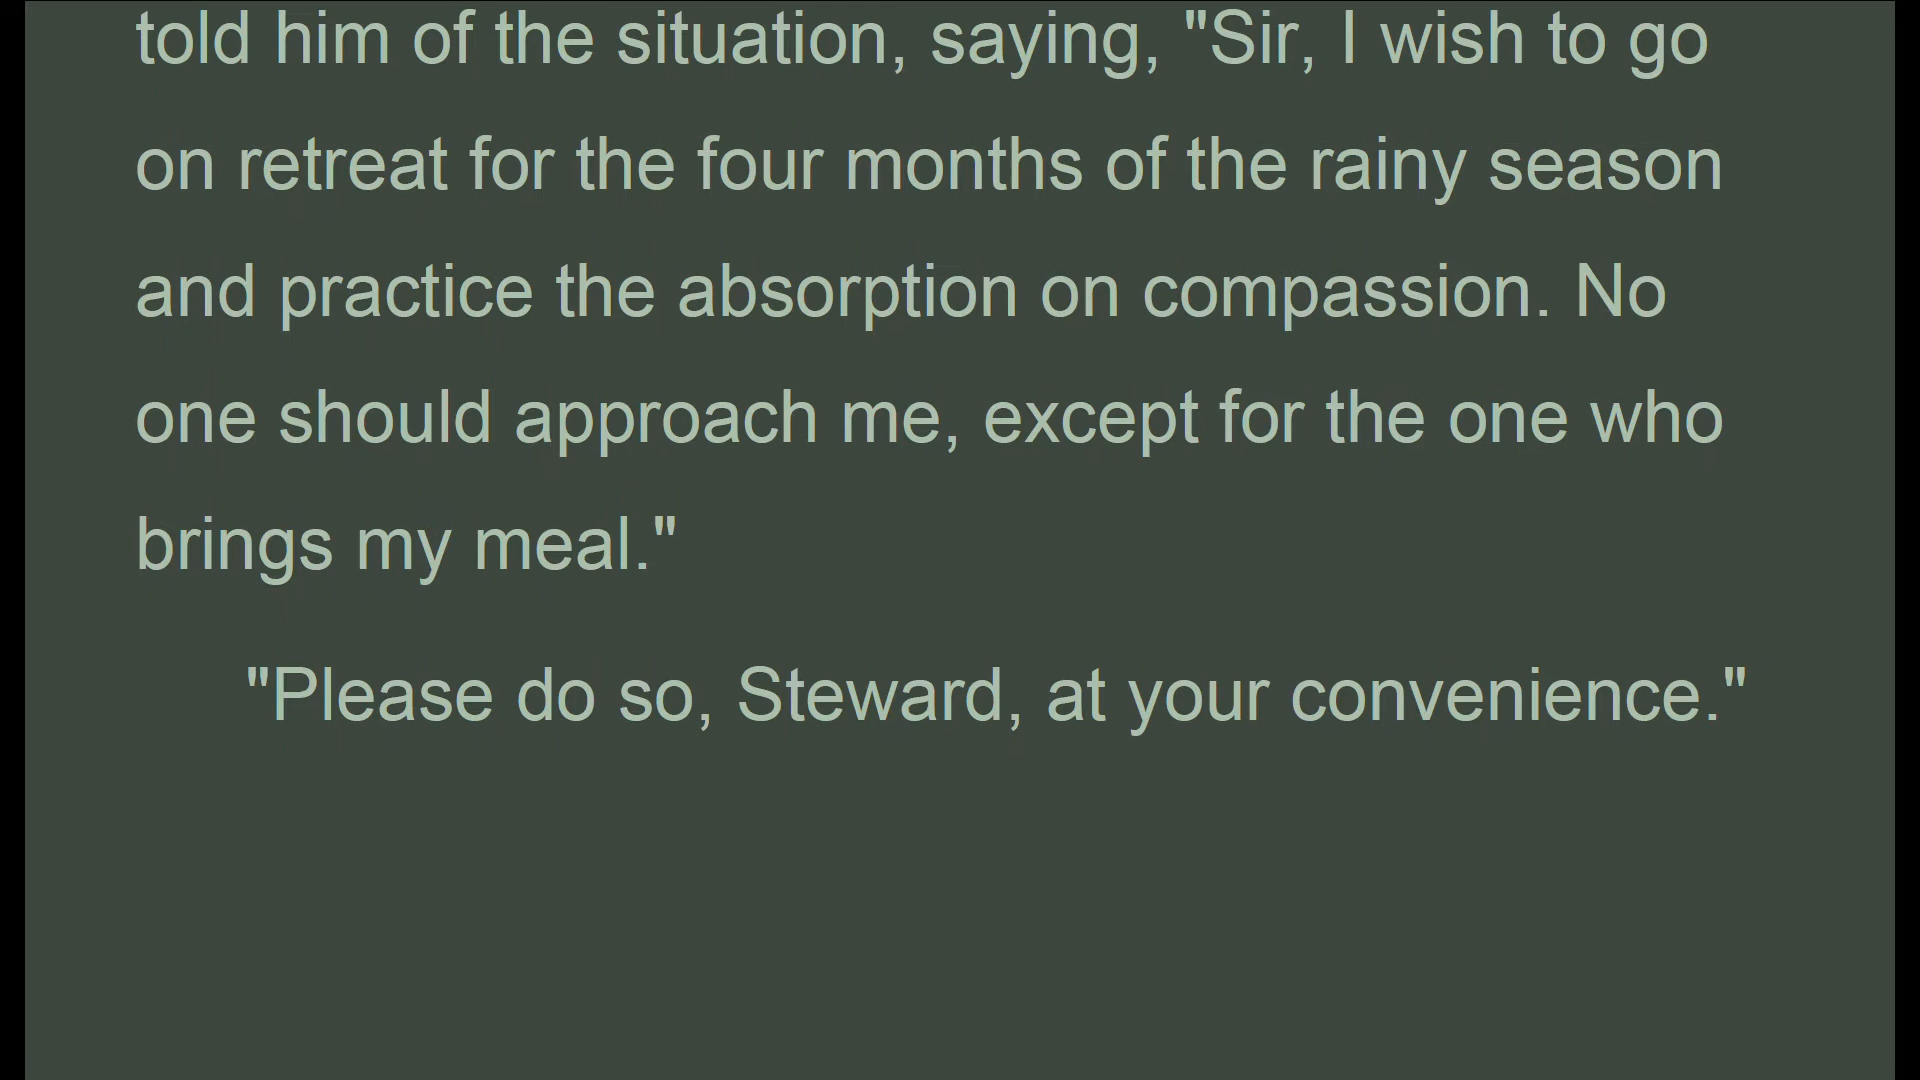 told him of the situation, saying, "Sir, I wish to go
on retreat for the four months of the rainy season
and practice the absorption on compassion. No
one should approach me, except for the one who
brings my meal."
"Please do so, Steward, at your convenience."